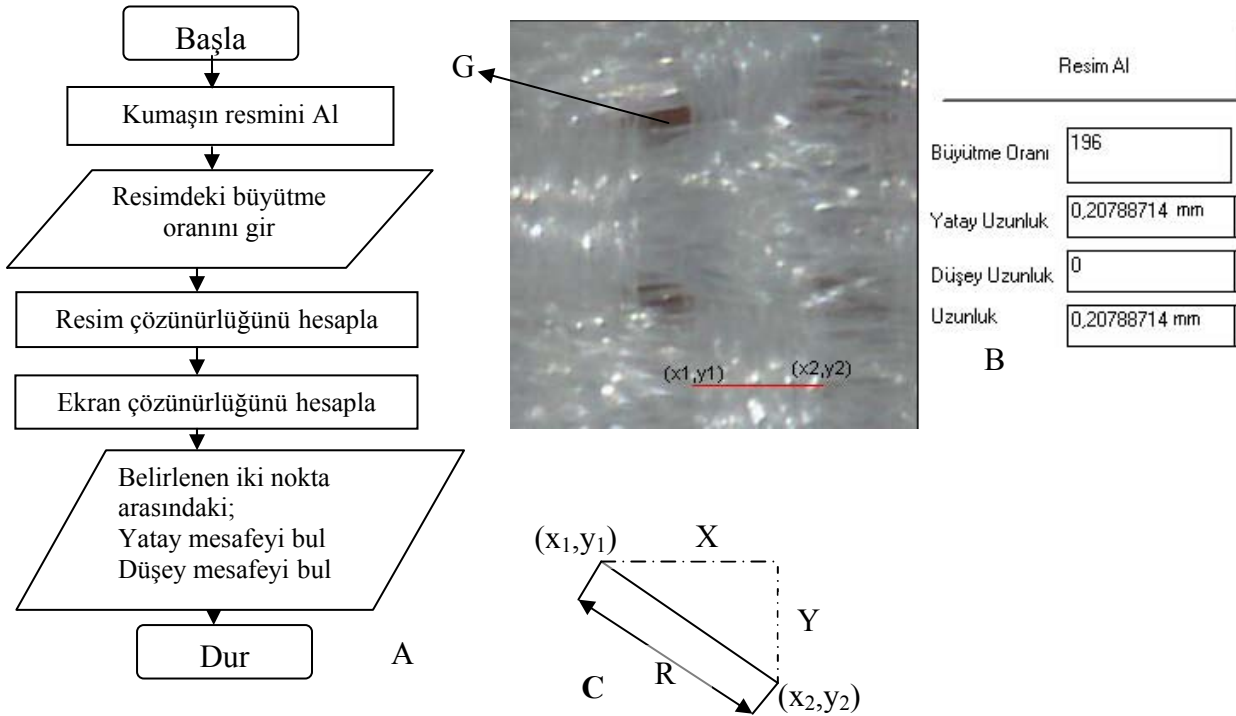 Başla
Kumaşın resmini Al
Resimdeki büyütme
oranını gir
Resim çözünürlüğünü hesapla
Ekran çözünürlüğünü hesapla
Belirlenen iki nokta
arasındaki;
Yatay mesafeyi bul
Düşey mesafeyi bul
Dur
A
G
(x1,y1)
(x2,y2)
Resim Al
Büyütme Oranı
196
Yatay Uzunluk
0,20788714 mm
Düşey Uzunluk
0
Uzunluk
0,20788714 mm
B
(x₁,y₁)
X
Y
R
C
(x₂,y₂)